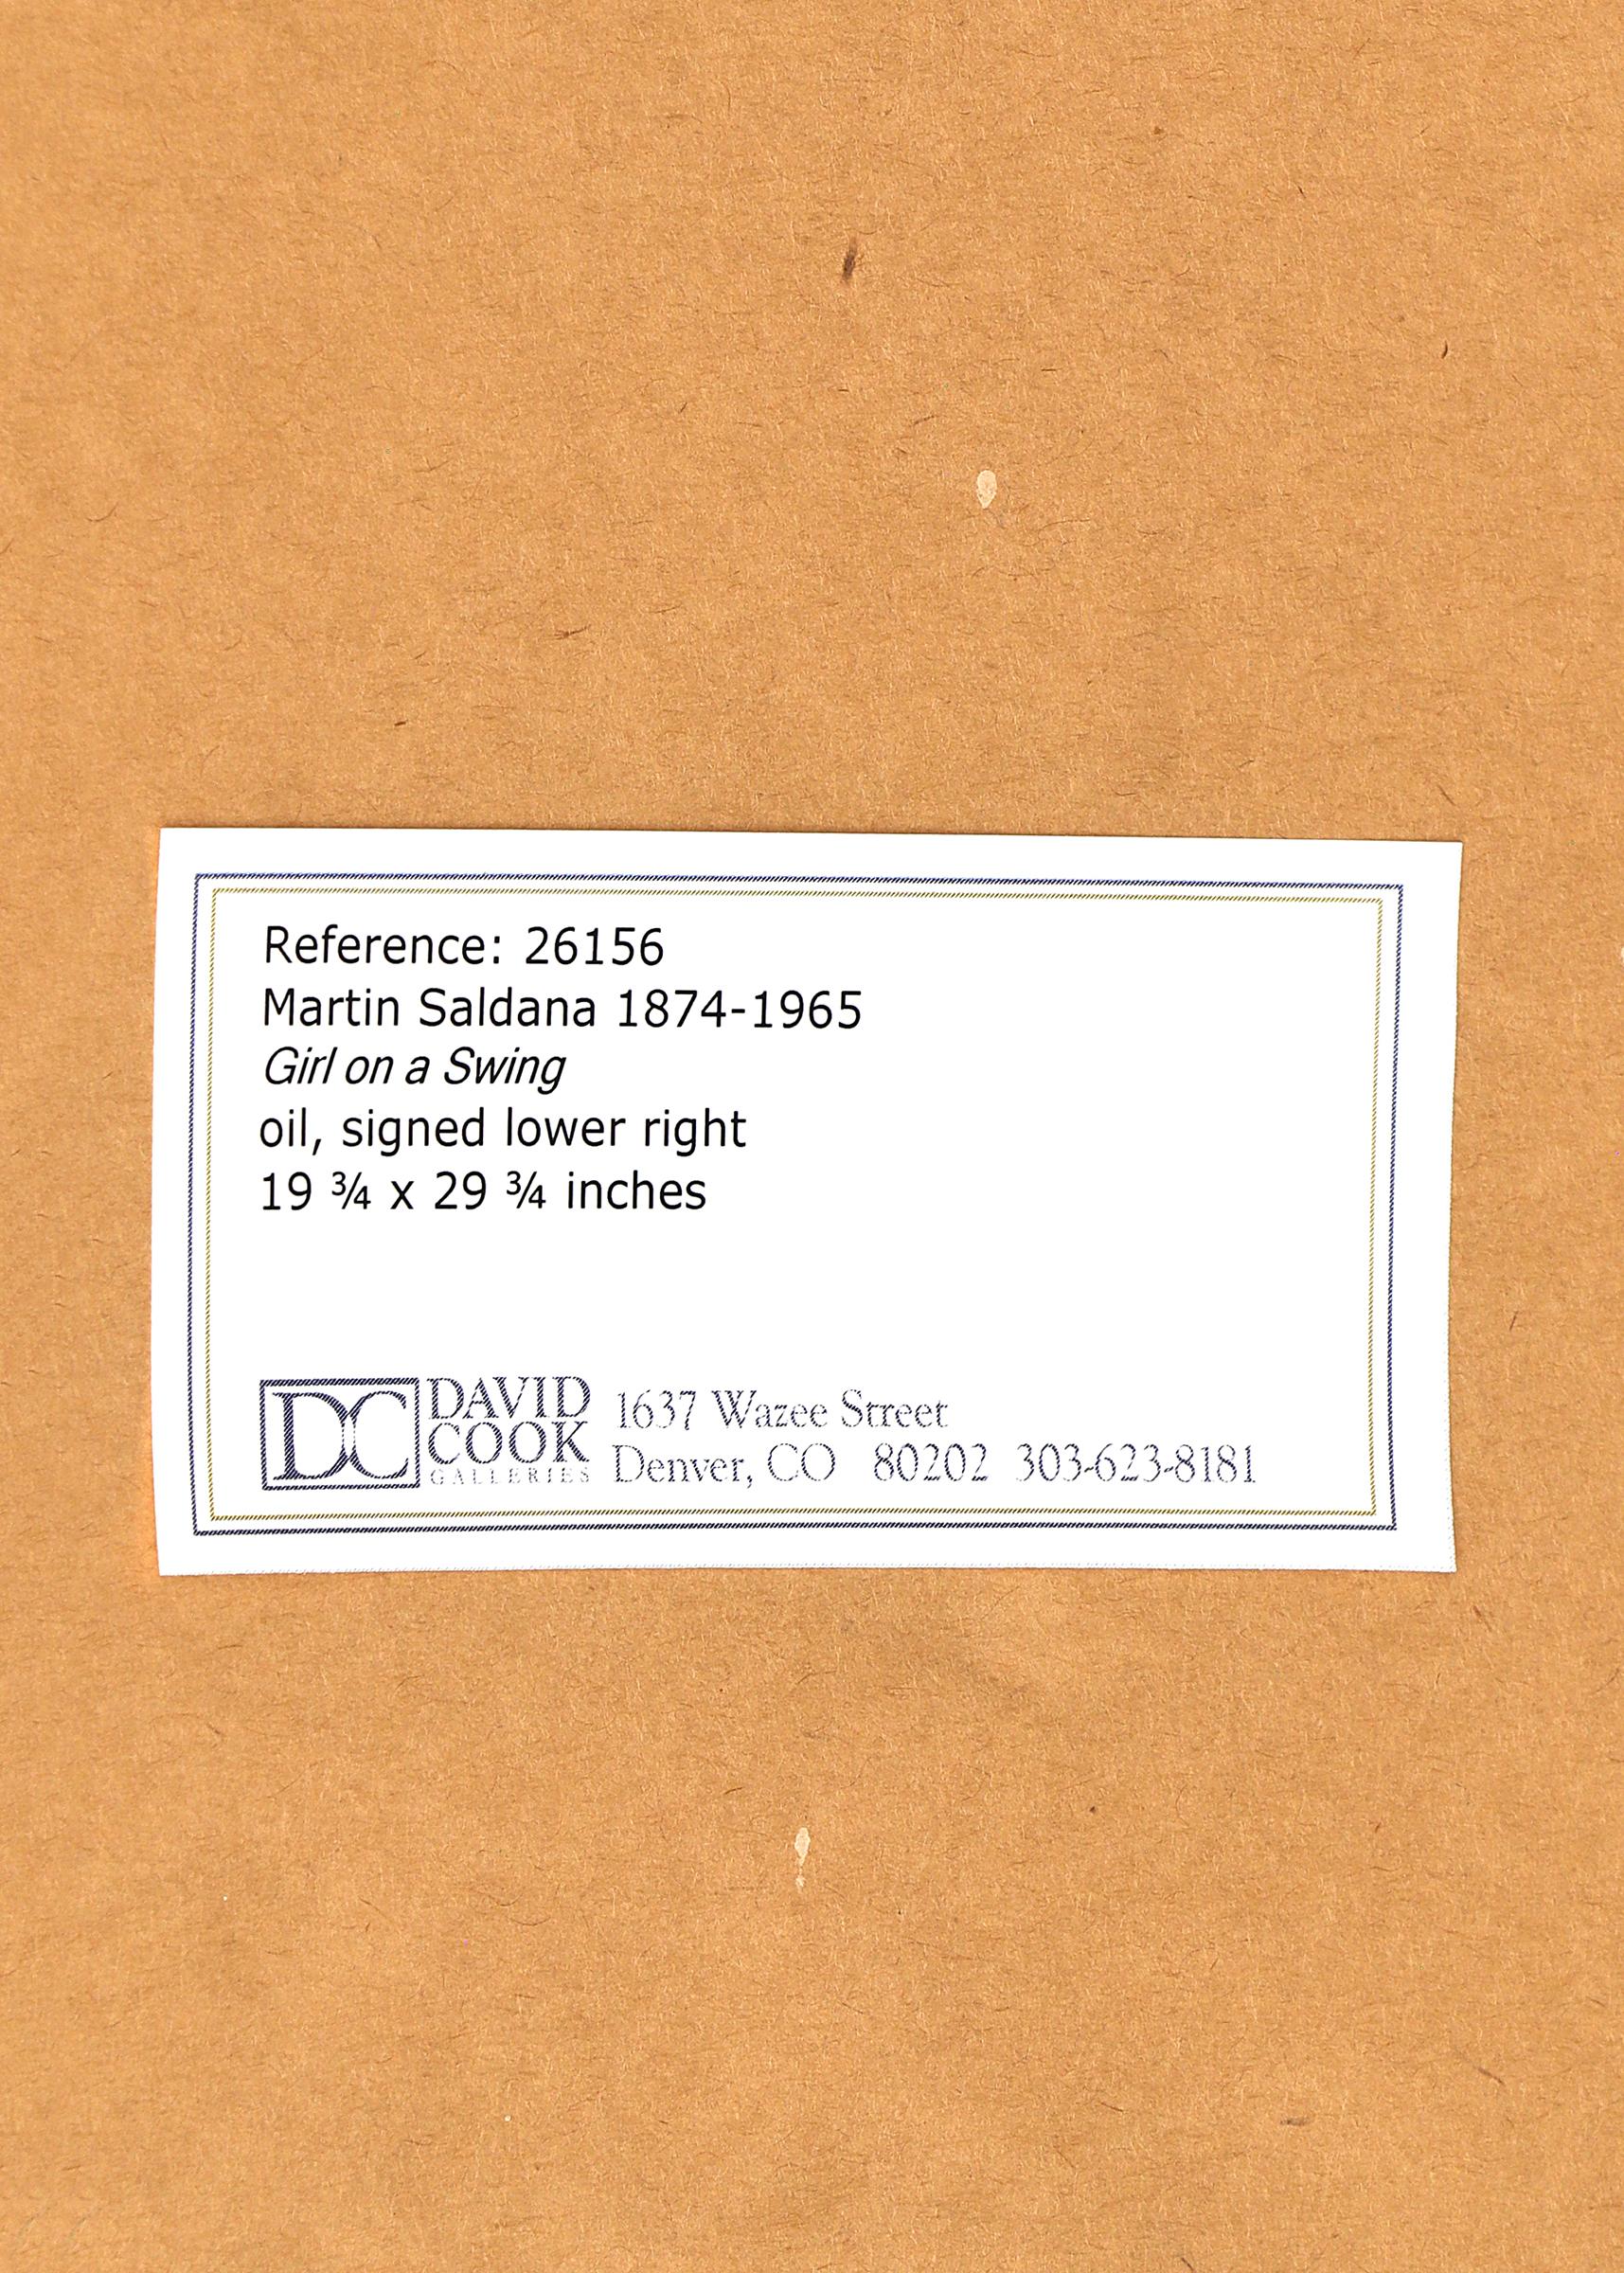 Reference: 26156
Martin Saldana 1874-1965
Girl on a Swing
oil, signed lower right
19 ¾ x 29 ¾ inches
DC
DAVID
COOK
GALLERIES
1637 Wazee Street
Denver, CO 80202 303-623-8181